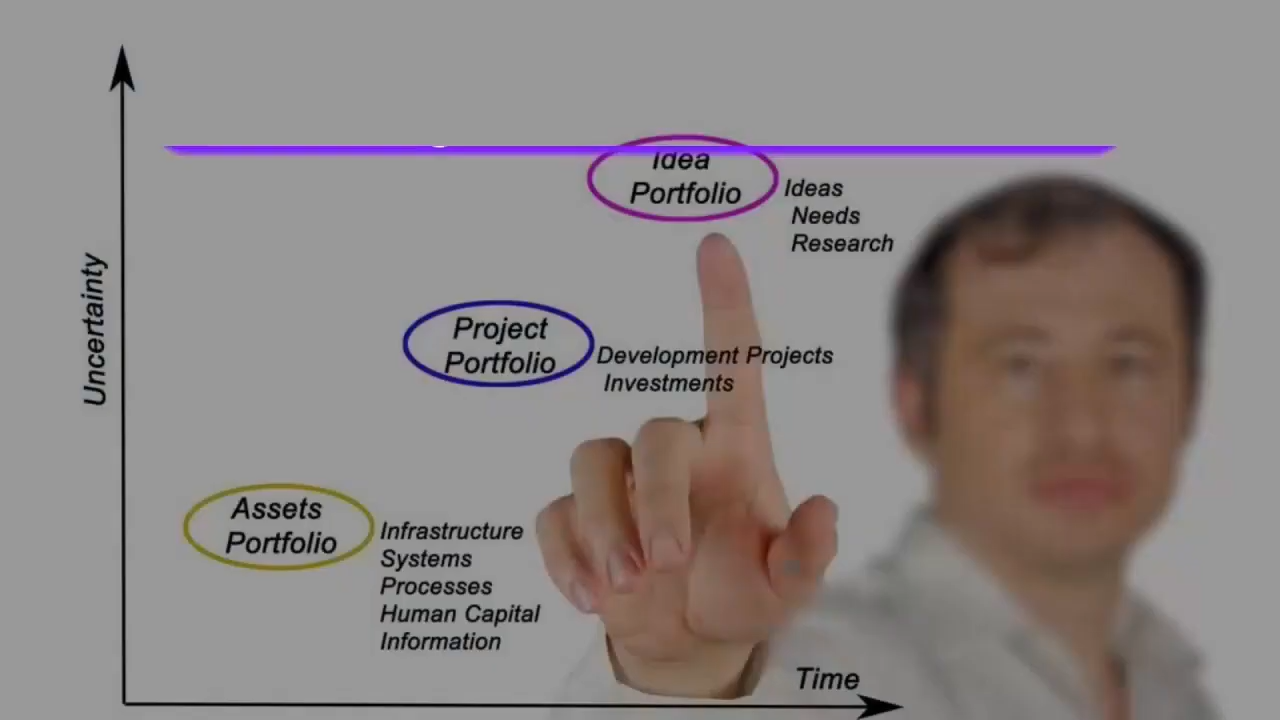 Idea
Portfolio
Ideas
Needs
Research
Uncertainty
Project
Portfolio
Development Projects
Investments
Assets
Portfolio
Infrastructure
Systems
Processes
Human Capital
Information
Time